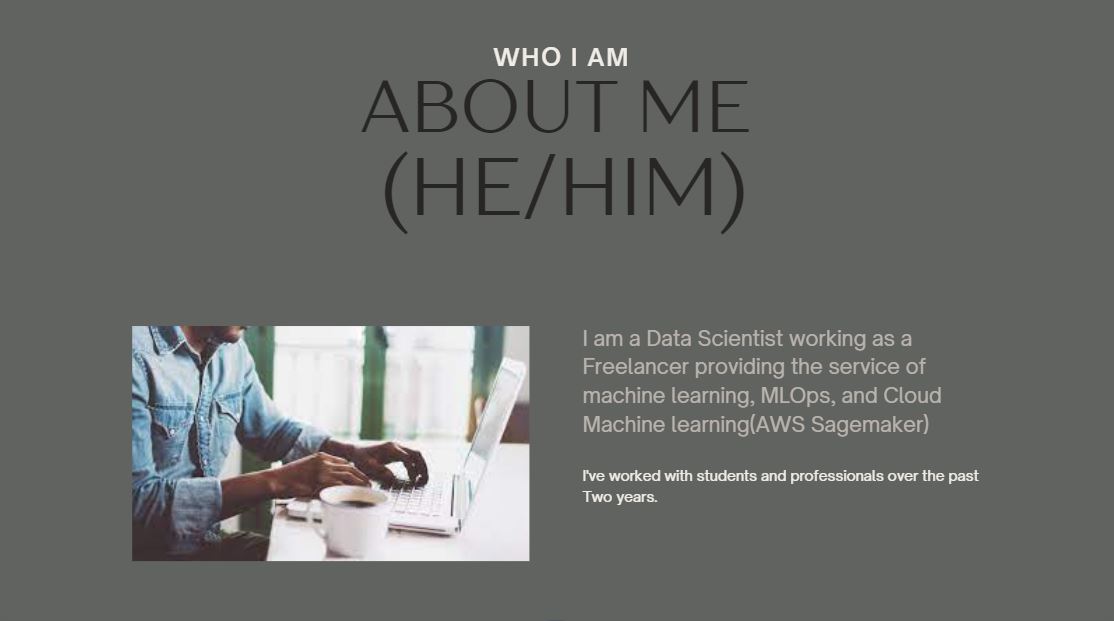 WHO I AM
ABOUT ME
(HE/HIM)
I am a Data Scientist working as a
Freelancer providing the service of
machine learning, MLOps, and Cloud
Machine learning(AWS Sagemaker)
I've worked with students and professionals over the past
Two years.